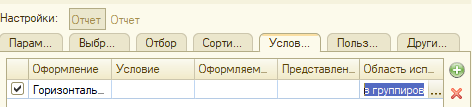 Настройки: Отчет Отчет
Парам... Выбр... Отбор Сорти... Услов... Польз... Други...
Оформление Условие Оформляем... Представлен... Область исп...
Горизонталь... в группиров ...